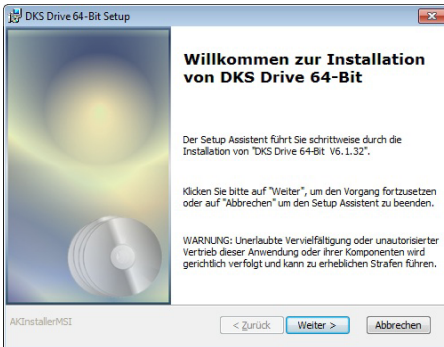 DKS Drive 64-Bit Setup
Willkommen zur Installation
von DKS Drive 64-Bit
Der Setup Assistent führt Sie schrittweise durch die
Installation von "DKS Drive 64-Bit V6.1.32".
Klicken Sie bitte auf "Weiter", um den Vorgang fortzusetzen
oder auf "Abbrechen" um den Setup Assistent zu beenden.
WARNUNG: Unerlaubte Vervielfältigung oder unautorisierter
Vertrieb dieser Anwendung oder ihrer Komponenten wird
gerichtlich verfolgt und kann zu erheblichen Strafen führen.
AKInstallerMSI
< Zurück
Weiter >
Abbrechen